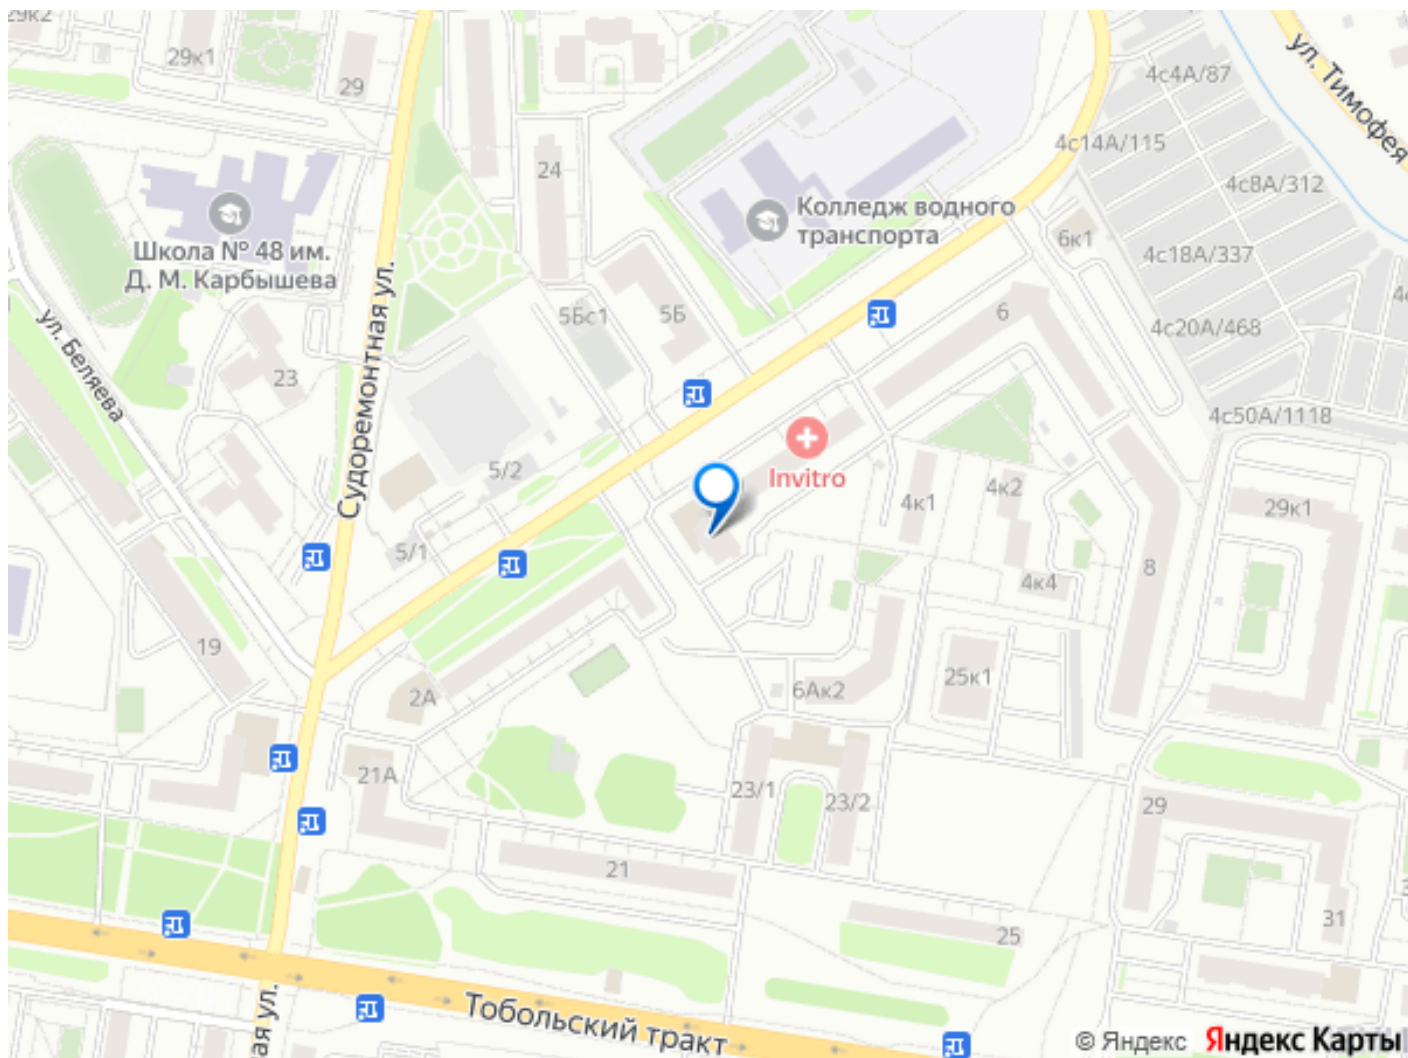 29к2
29к1
29
24
4с4А/87
ул. Тимофея
4с14А/115
4с8А/312
Колледж водного
транспорта
6к1
4с18А/337
Школа № 48 им.
Д. М. Карбышева
5Бс1
5Б
6
4с20А/468
ул. Беляева
23
Судоремонтная ул.
4с50А/1118
5/2
Invitro
4к1
4к2
29к1
5/1
4к4
8
19
2А
6Ак2
25к1
21А
23/1
23/2
29
21
25
31
Тобольский тракт
ая ул.
© Яндекс Яндекс Карты